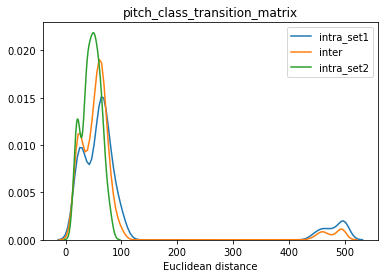 pitch_class_transition_matrix
intra_set1
inter
intra_set2
0.020
0.015
0.010
0.005
0.000
0 100 200 300 400 500
Euclidean distance